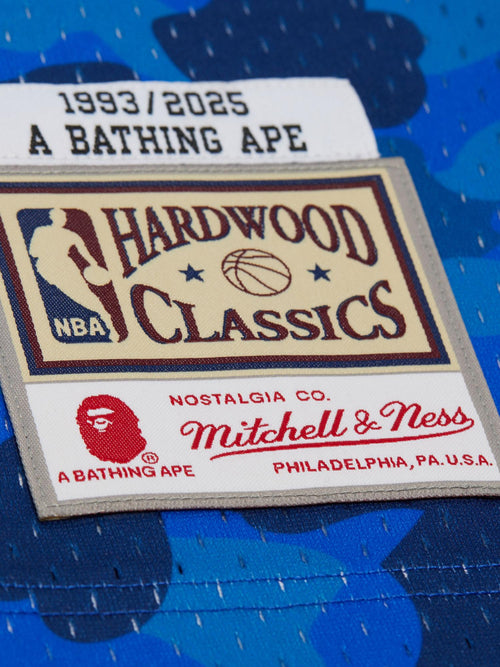 1993/2025
A BATHING APE
HARDWOOD
CLASSICS
NBA
NOSTALGIA CO.
Mitchell & Ness
PHILADELPHIA, PA. U.S.A.
®
A BATHING APE